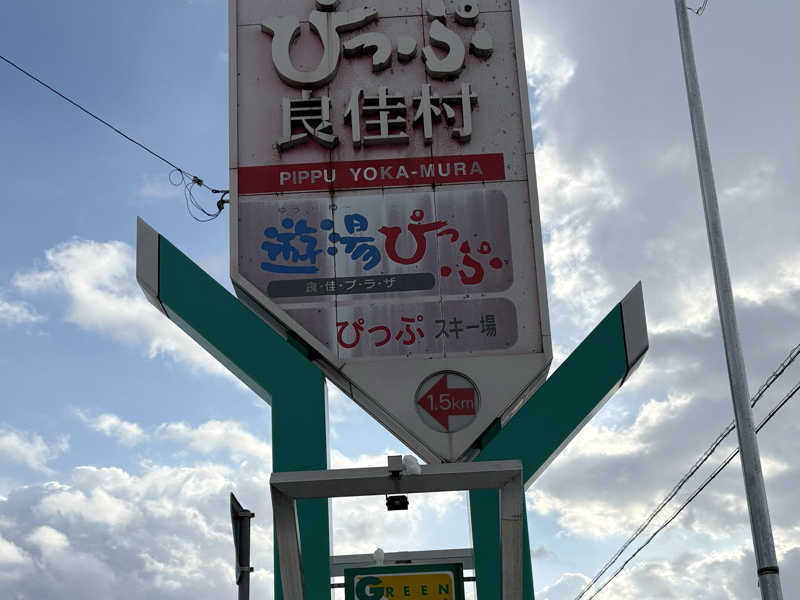 ぴっぷ
良佳村
PIPPU YOKA-MURA
遊湯ぴっぷ
良・佳・プ・ラ・ザ
ぴっぷ スキー場
1.5km
GREEN